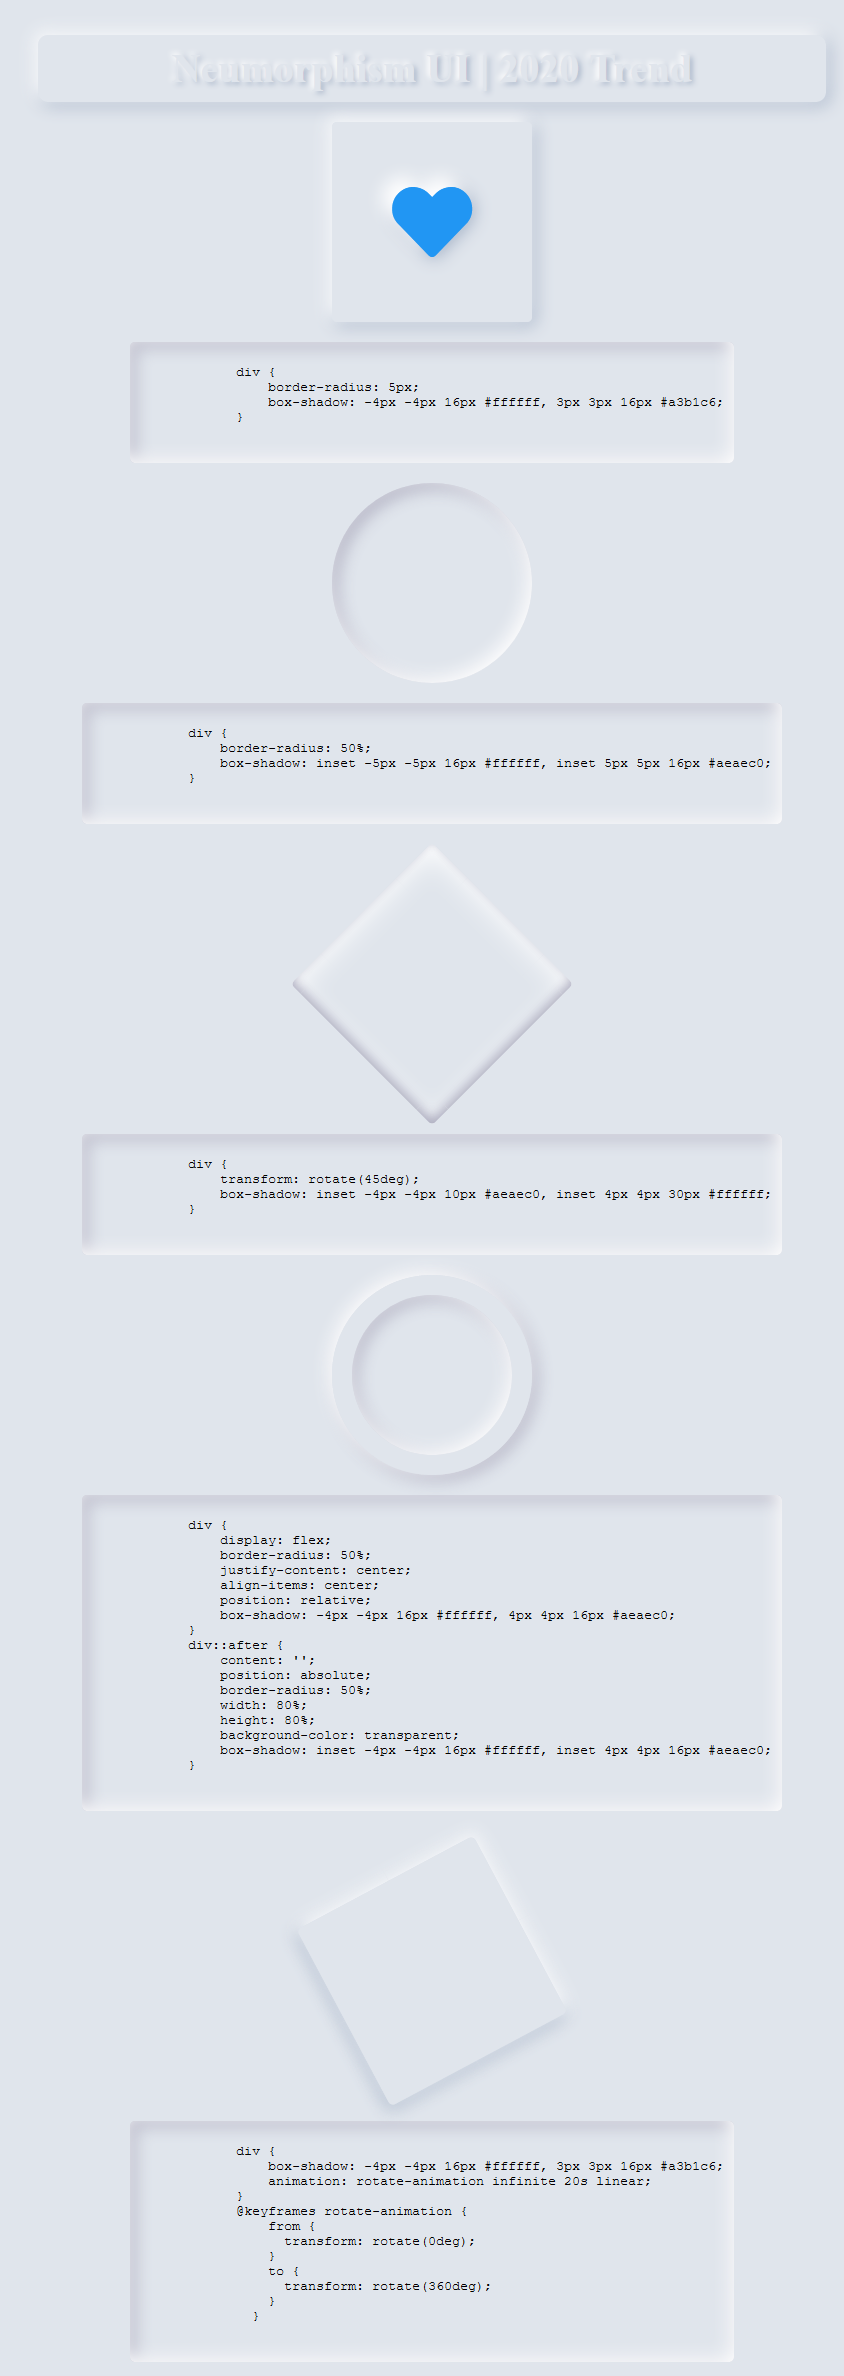 Neumorphism UI | 2020 Trend
div {
    border-radius: 5px;
    box-shadow: -4px -4px 16px #ffffff, 3px 3px 16px #a3b1c6;
}
div {
    border-radius: 50%;
    box-shadow: inset -5px -5px 16px #ffffff, inset 5px 5px 16px #aeaec0;
}
div {
    transform: rotate(45deg);
    box-shadow: inset -4px -4px 10px #aeaec0, inset 4px 4px 30px #ffffff;
}
div {
    display: flex;
    border-radius: 50%;
    justify-content: center;
    align-items: center;
    position: relative;
    box-shadow: -4px -4px 16px #ffffff, 4px 4px 16px #aeaec0;
}
div::after {
    content: '';
    position: absolute;
    border-radius: 50%;
    width: 80%;
    height: 80%;
    background-color: transparent;
    box-shadow: inset -4px -4px 16px #ffffff, inset 4px 4px 16px #aeaec0;
}
div {
    box-shadow: -4px -4px 16px #ffffff, 3px 3px 16px #a3b1c6;
    animation: rotate-animation infinite 20s linear;
}
@keyframes rotate-animation {
    from {
      transform: rotate(0deg);
    }
    to {
      transform: rotate(360deg);
    }
  }